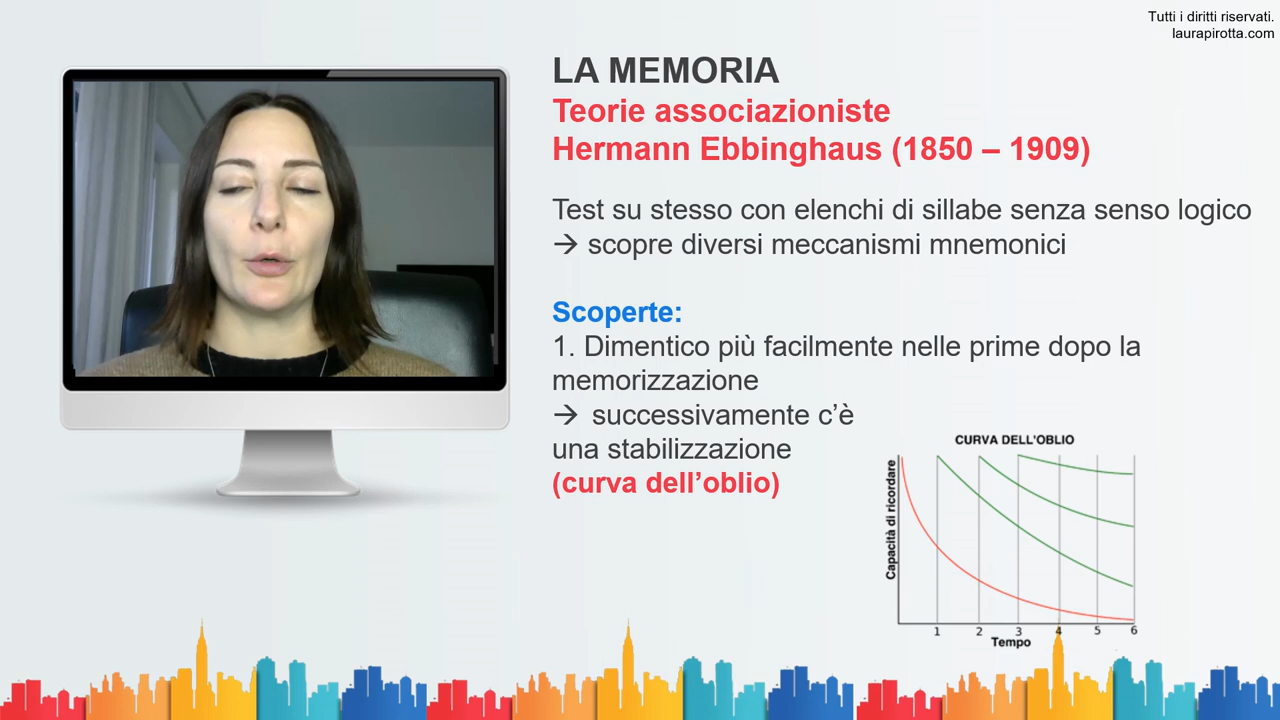 Tutti i diritti riservati.
laurapirotta.com
LA MEMORIA
Teorie associazioniste
Hermann Ebbinghaus (1850 – 1909)
Test su stesso con elenchi di sillabe senza senso logico
→ scopre diversi meccanismi mnemonici
Scoperte:
1. Dimentico più facilmente nelle prime dopo la
memorizzazione
→ successivamente c’è
una stabilizzazione
(curva dell’oblio)
CURVA DELL'OBLIO
Capacità di ricordare
1 2 3 4 5 6
Tempo